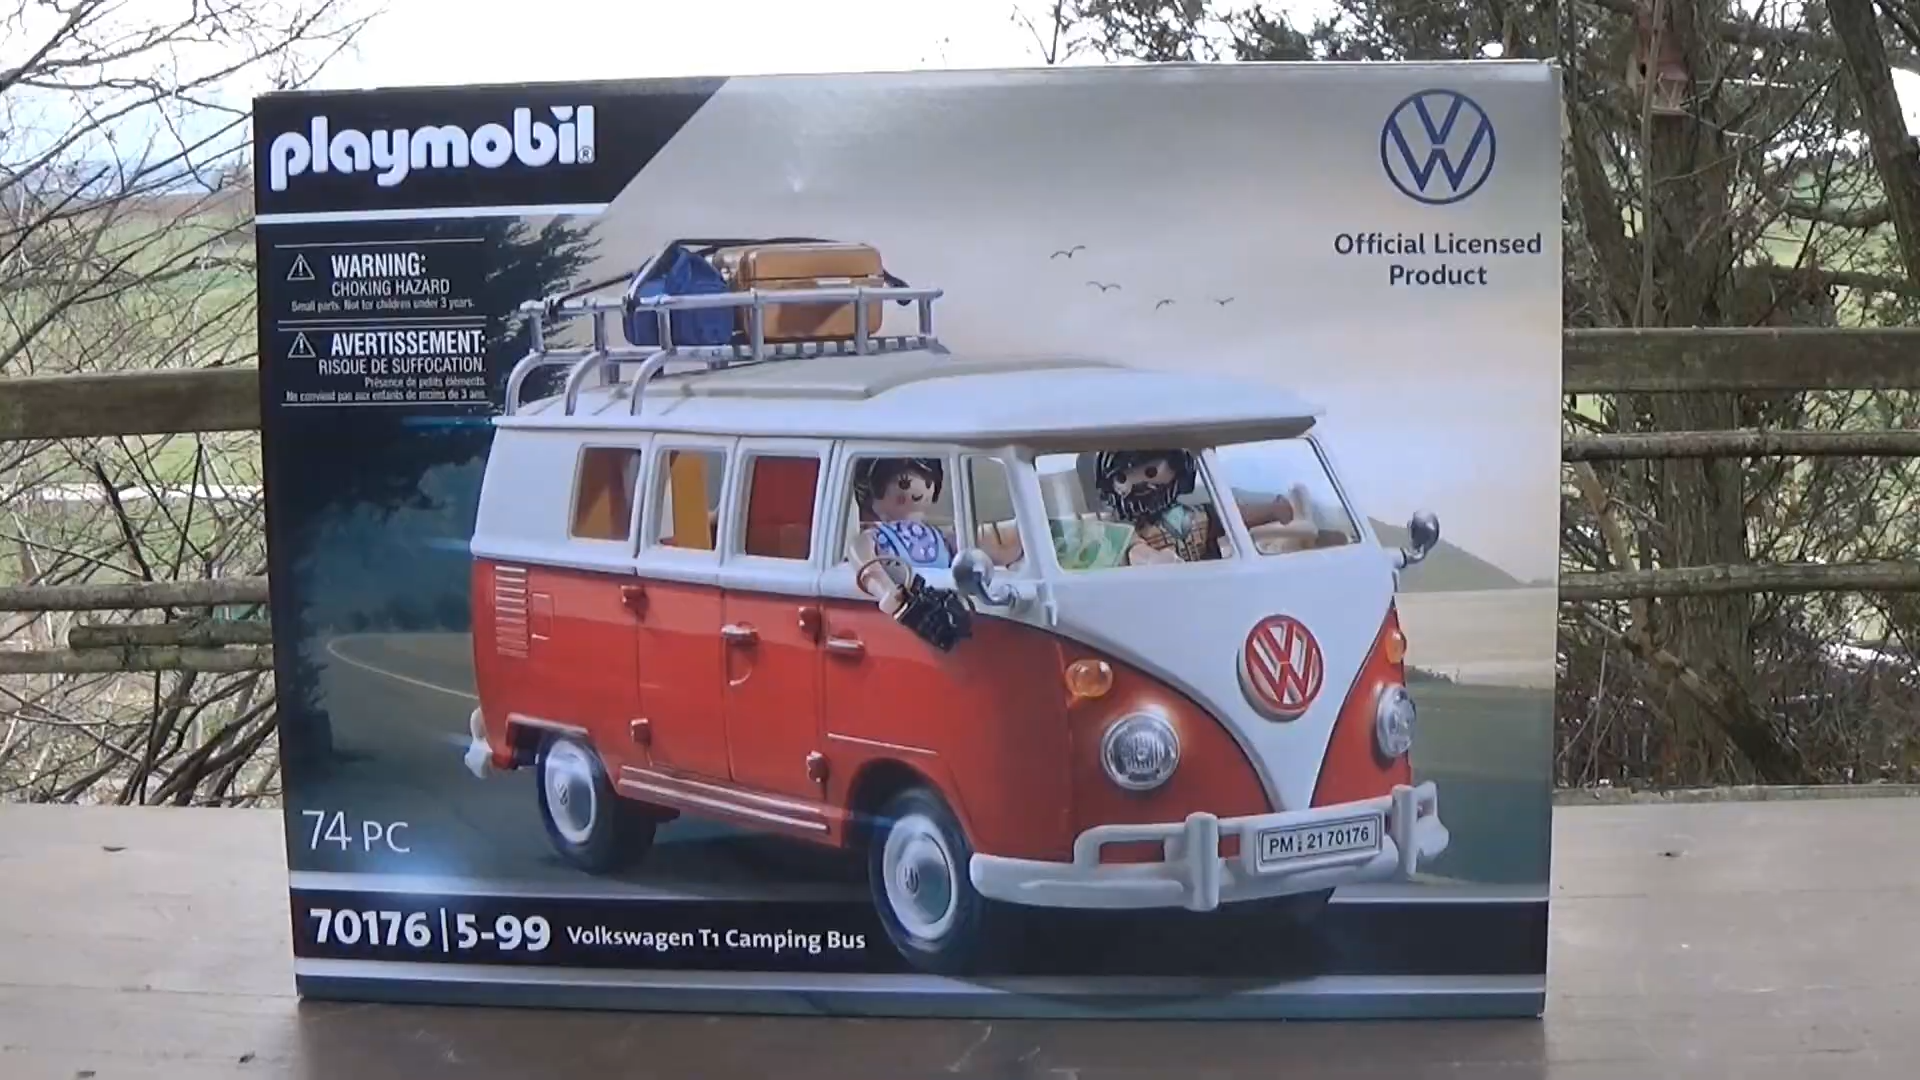 playmobil®
Official Licensed
Product
WARNING:
CHOKING HAZARD
Small parts. Not for children under 3 years.
AVERTISSEMENT:
RISQUE DE SUFFOCATION.
Présence de petits éléments.
Ne convient pas aux enfants de moins de 3 ans.
PM 21 70176
74 PC
70176 | 5-99 Volkswagen T1 Camping Bus